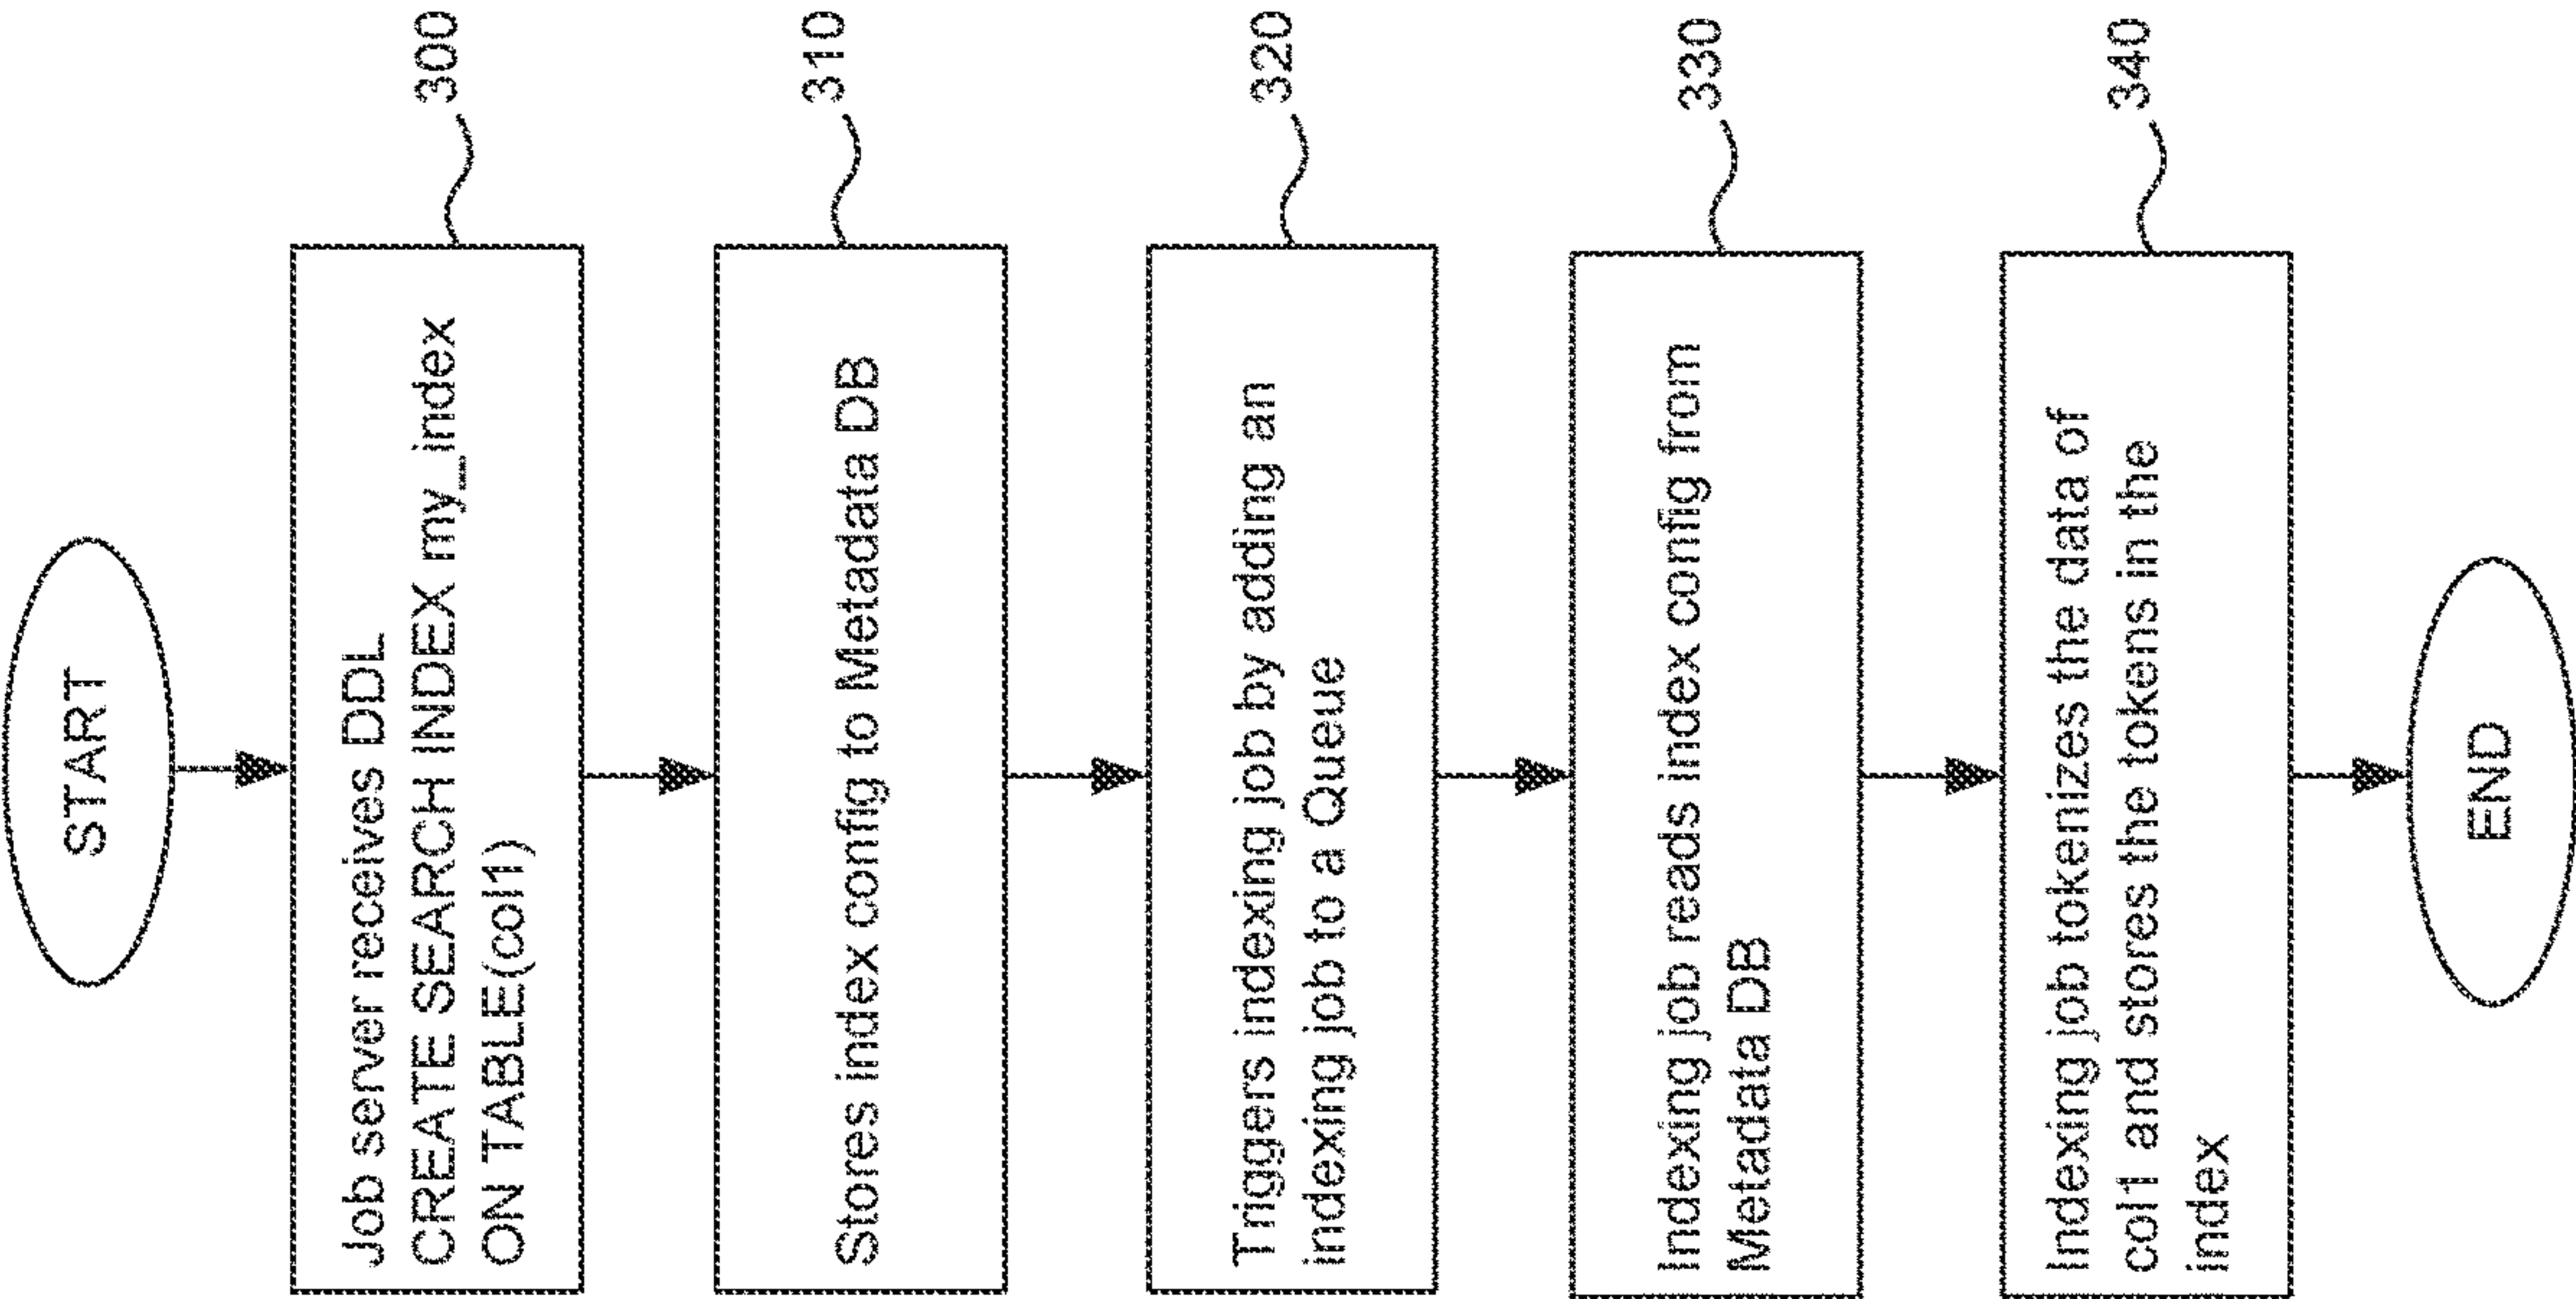 START
Job server receives DDL
CREATE SEARCH INDEX my_index
ON TABLE(col1)
300
Stores index config to Metadata DB
310
Triggers indexing job by adding an
indexing job to a Queue
320
Indexing job reads index config from
Metadata DB
330
Indexing job tokenizes the data of
col1 and stores the tokens in the
index
340
END